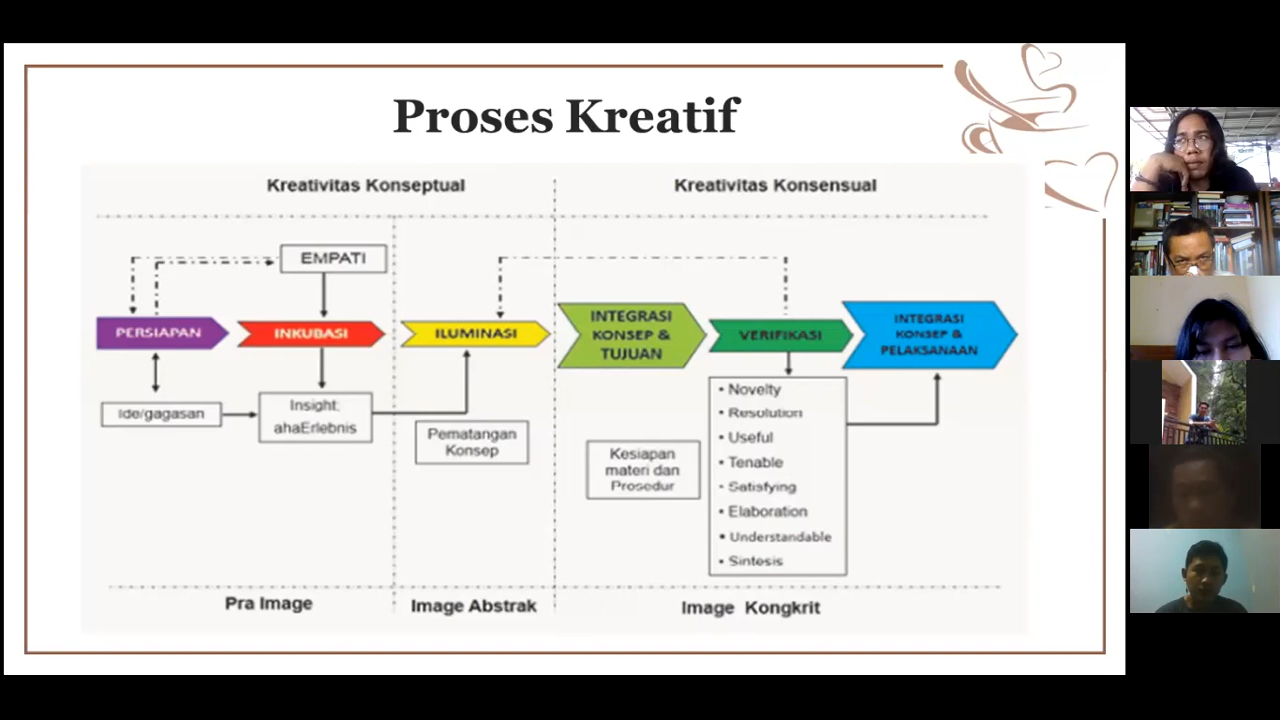 Proses Kreatif
Kreativitas Konseptual
Kreativitas Konsensual
EMPATI
PERSIAPAN
INKUBASI
ILUMINASI
INTEGRASI
KONSEP &
TUJUAN
VERIFIKASI
INTEGRASI
KONSEP &
PELAKSANAAN
Ide/gagasan
Insight;
ahaErlebnis
Pematangan
Konsep
Kesiapan
materi dan
Prosedur
• Novelty
• Resolution
• Useful
• Tenable
• Satisfying
• Elaboration
• Understandable
• Sintesis
Pra Image
Image Abstrak
Image Kongkrit